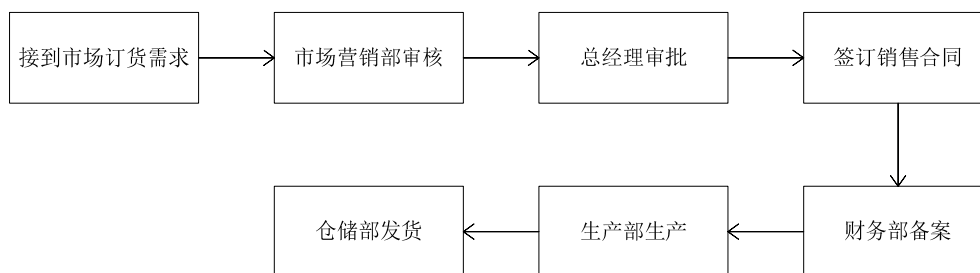 接到市场订货需求
市场营销部审核
总经理审批
签订销售合同
财务部备案
生产部生产
仓储部发货